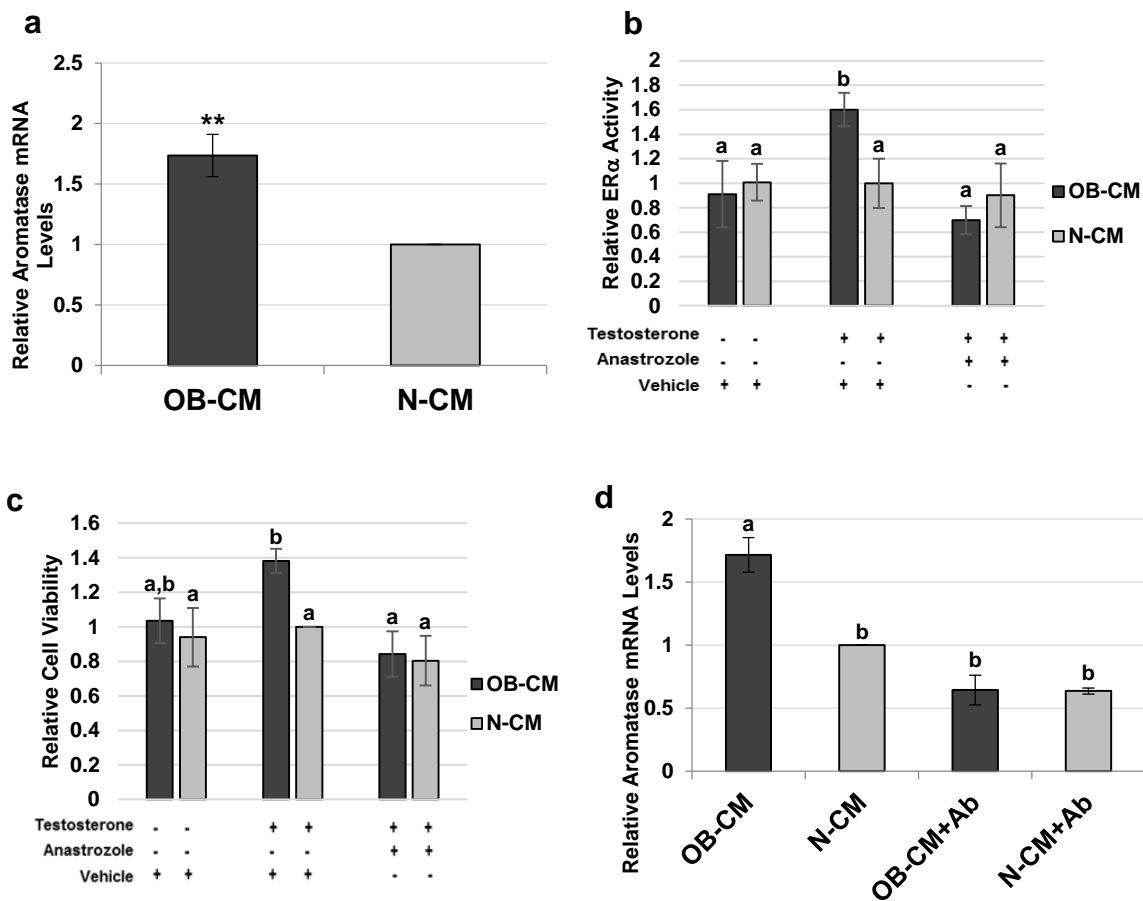 a
Relative Aromatase mRNA
Levels
2.5
2
1.5
1
0.5
0
**
OB-CM
N-CM
b
Relative ERα Activity
2
1.8
1.6
1.4
1.2
1
0.8
0.6
0.4
0.2
0
a
a
b
a
a
a
OB-CM
N-CM
Testosterone - - + + + +
Anastrozole - - - - + +
Vehicle + + + + - -
c
Relative Cell Viability
1.6
1.4
1.2
1
0.8
0.6
0.4
0.2
0
a,b
a
b
a
a
a
OB-CM
N-CM
Testosterone - - + + + +
Anastrozole - - - - + +
Vehicle + + + + - -
d
Relative Aromatase mRNA Levels
2
1.5
1
0.5
0
a
b
b
b
OB-CM
N-CM
OB-CM+Ab
N-CM+Ab